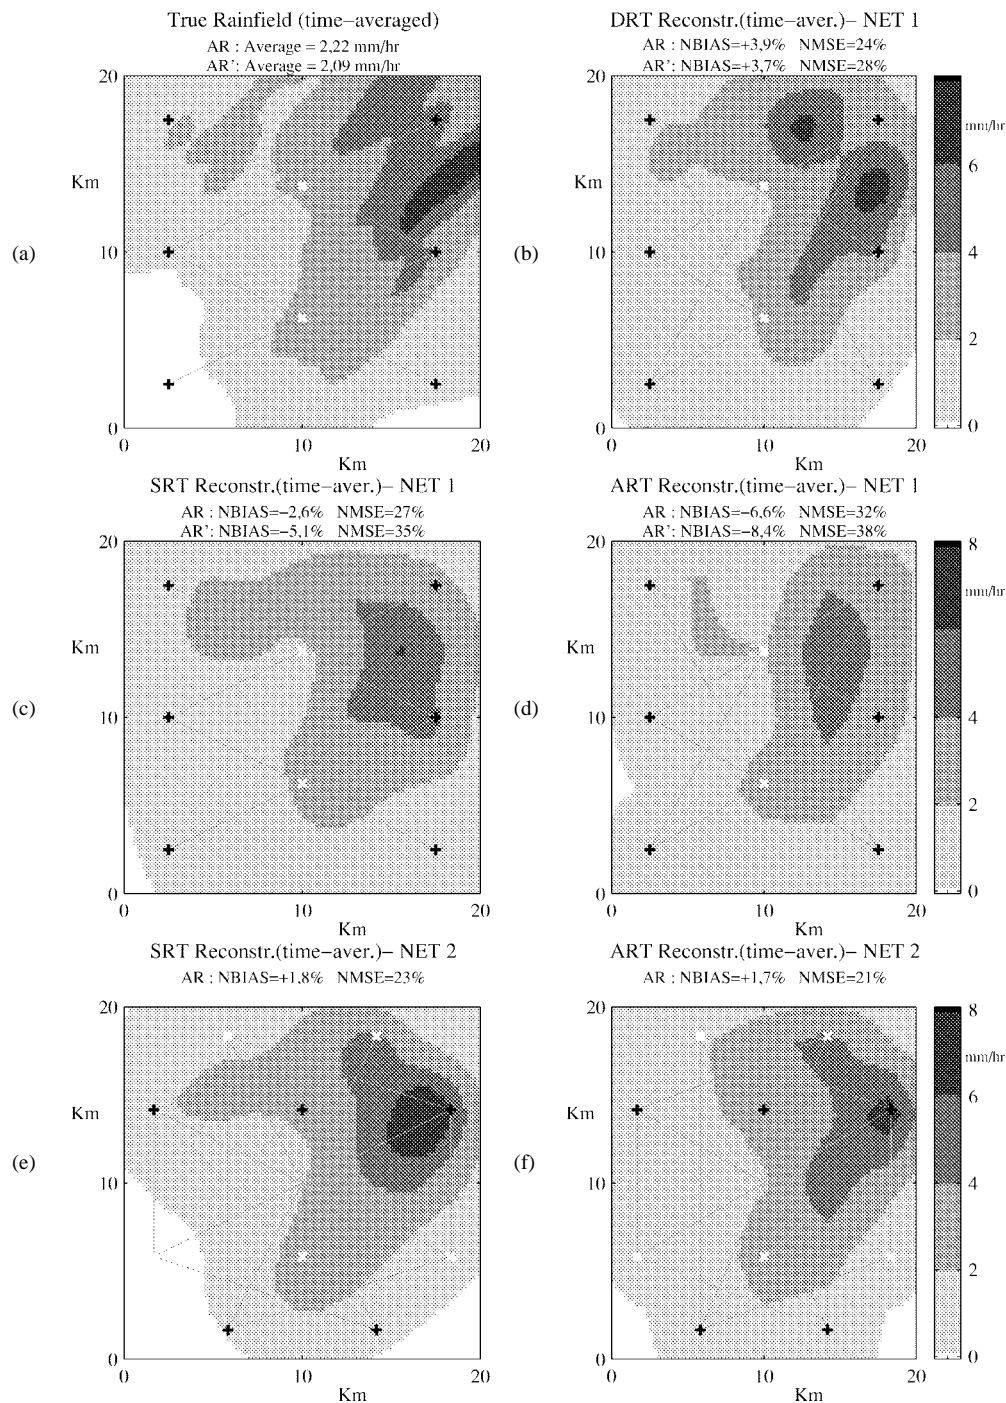 True Rainfield (time-averaged)
AR : Average = 2,22 mm/hr
AR': Average = 2,09 mm/hr
20
Km
(a)
10
0
0
10
20
Km
DRT Reconstr.(time-aver.)- NET 1
AR : NBIAS=+3,9% NMSE=24%
AR': NBIAS=+3,7% NMSE=28%
20
Km
(b)
10
0
0
10
20
mm/hr
6
4
2
0
SRT Reconstr.(time-aver.)- NET 1
AR : NBIAS=-2,6% NMSE=27%
AR': NBIAS=-5,1% NMSE=35%
20
Km
(c)
10
0
0
10
20
Km
ART Reconstr.(time-aver.)- NET 1
AR : NBIAS=-6,6% NMSE=32%
AR': NBIAS=-8,4% NMSE=38%
20
Km
(d)
10
0
0
10
20
Km
8
mm/hr
4
2
0
SRT Reconstr.(time-aver.)- NET 2
AR : NBIAS=+1,8% NMSE=23%
20
Km
(e)
10
0
0
10
20
Km
ART Reconstr.(time-aver.)- NET 2
AR : NBIAS=+1,7% NMSE=21%
20
Km
(f)
10
0
0
10
20
Km
8
mm/hr
6
4
2
0